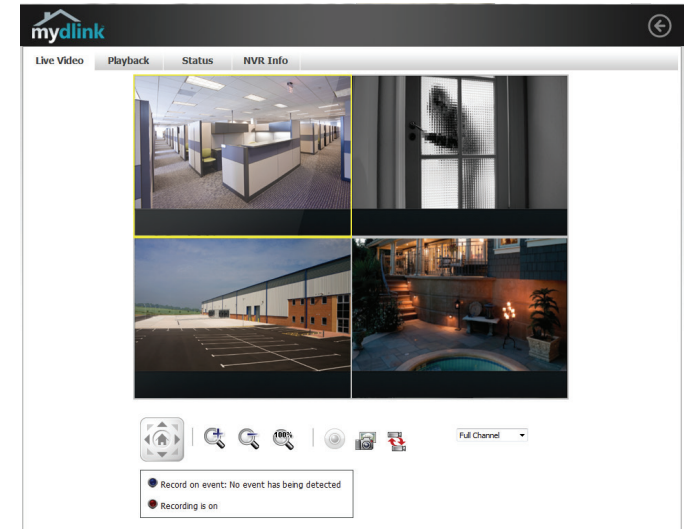 mydlink
Live Video Playback Status NVR Info
100%
Full Channel
Record on event: No event has being detected
Recording is on